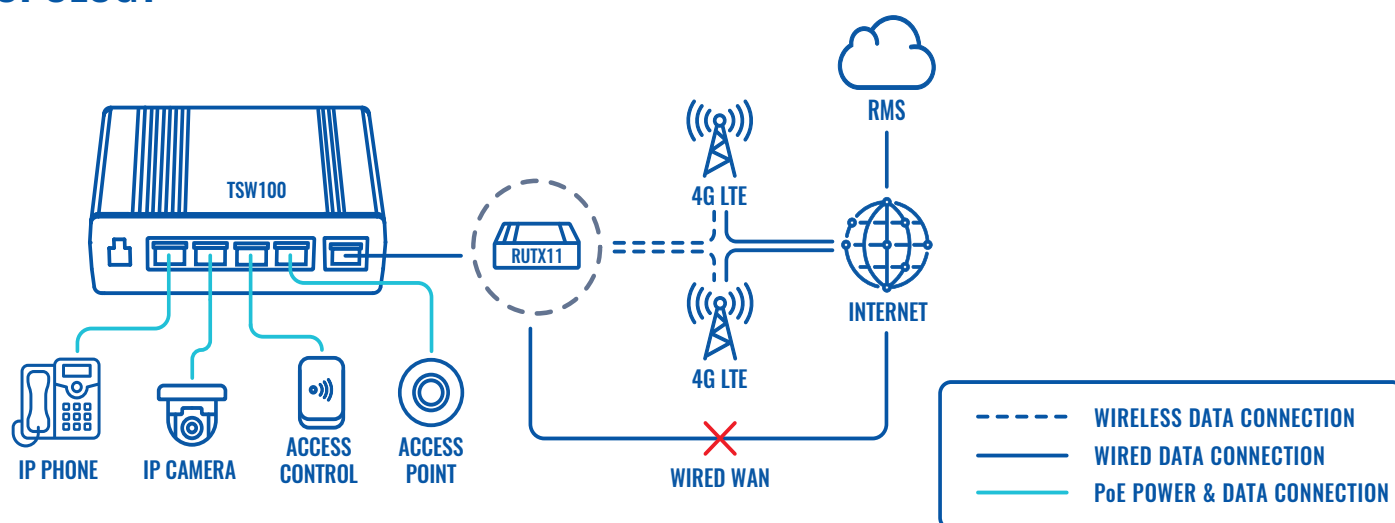 RMS
TSW100
4G LTE
RUTX11
INTERNET
4G LTE
IP PHONE
IP CAMERA
ACCESS
CONTROL
ACCESS
POINT
WIRED WAN
WIRELESS DATA CONNECTION
WIRED DATA CONNECTION
PoE POWER & DATA CONNECTION